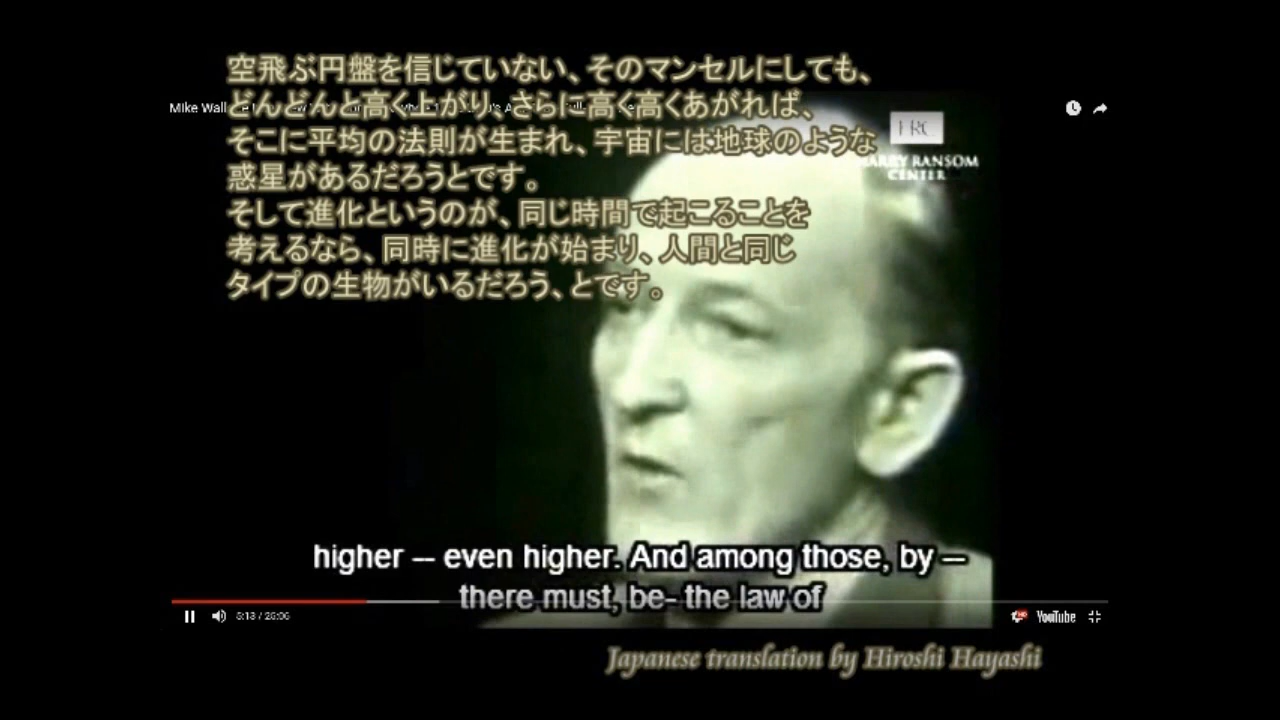 空飛ぶ円盤を信じていない、そのマンセルにしても、
Mike Wall
どんどんと高く上がり、さらに高く高くあがれば、
HRC
そこに平均の法則が生まれ、宇宙には地球のような
HARRY RANSOM
CENTER
惑星があるだろうとです。
そして進化というのが、同じ時間で起こることを
考えるなら、同時に進化が始まり、人間と同じ
タイプの生物がいるだろう、とです。
higher -- even higher. And among those, by --
there must, be- the law of
5:13 / 26:06
HD
YouTube
Japanese translation by Hiroshi Hayashi